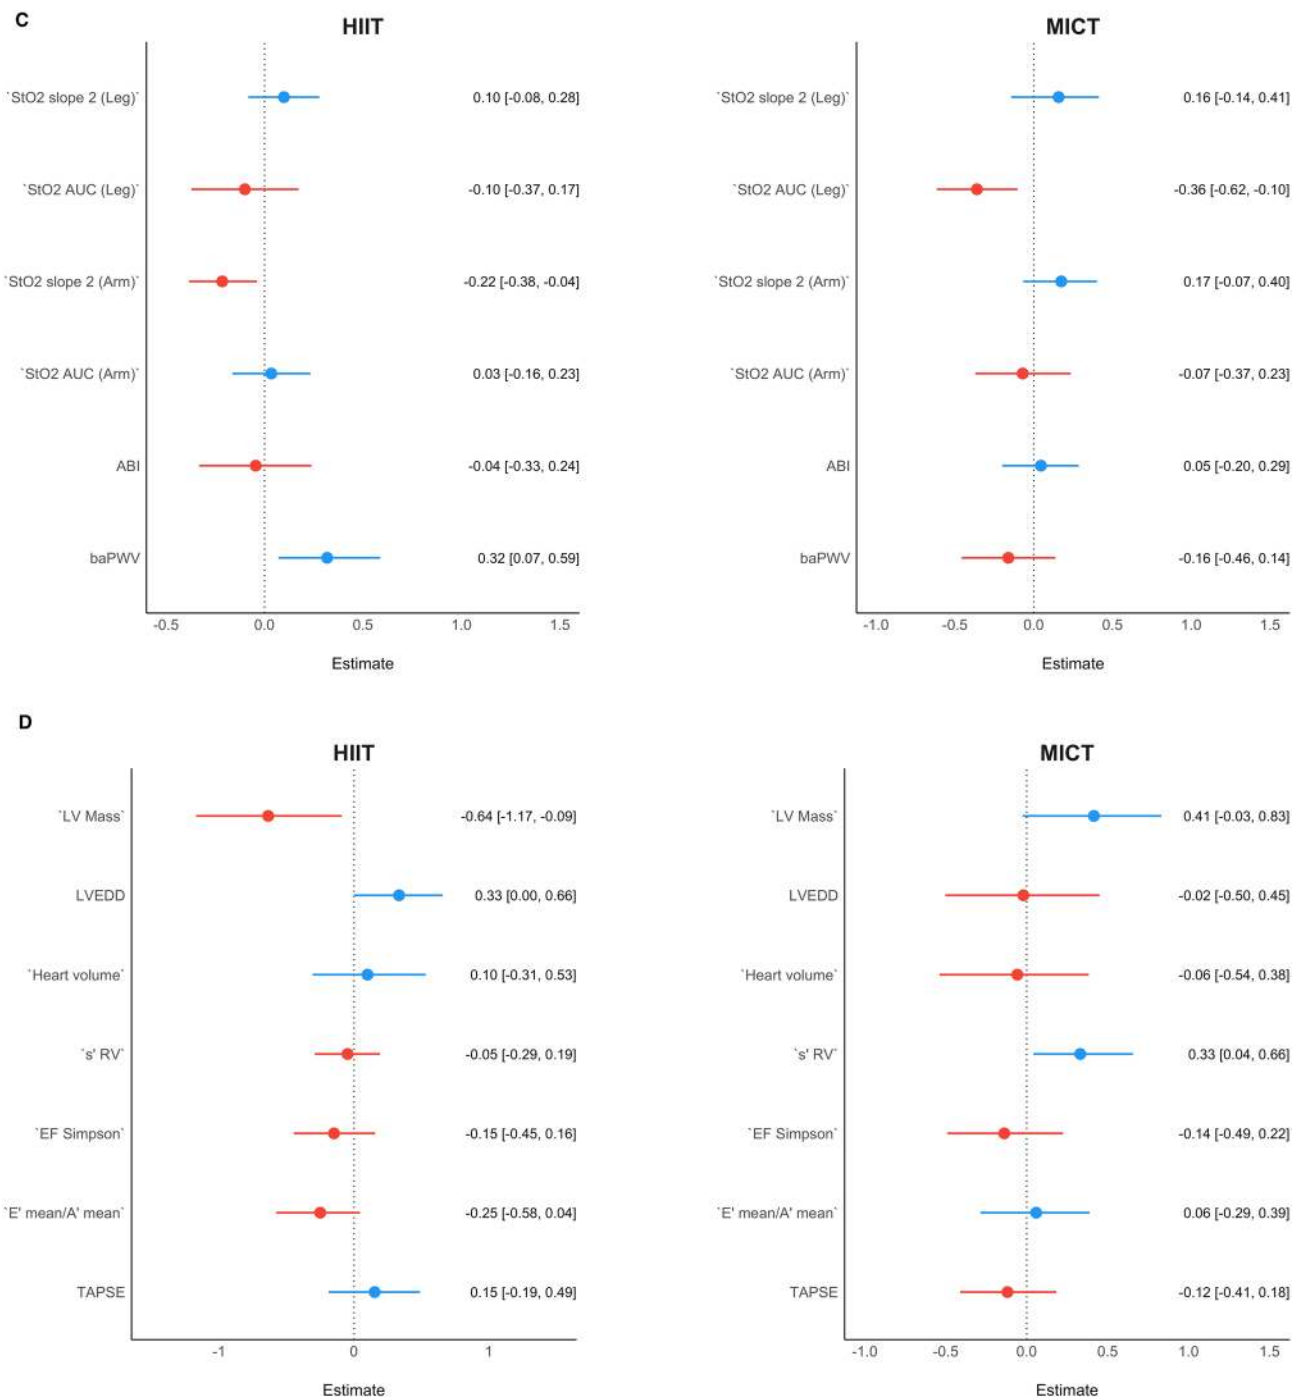 C
HIIT
`StO2 slope 2 (Leg)` 0.10 [-0.08, 0.28]
`StO2 AUC (Leg)` -0.10 [-0.37, 0.17]
`StO2 slope 2 (Arm)` -0.22 [-0.38, -0.04]
`StO2 AUC (Arm)` 0.03 [-0.16, 0.23]
ABI -0.04 [-0.33, 0.24]
baPWV 0.32 [0.07, 0.59]
-0.5 0.0 0.5 1.0 1.5
Estimate
MICT
`StO2 slope 2 (Leg)` 0.16 [-0.14, 0.41]
`StO2 AUC (Leg)` -0.36 [-0.62, -0.10]
`StO2 slope 2 (Arm)` 0.17 [-0.07, 0.40]
`StO2 AUC (Arm)` -0.07 [-0.37, 0.23]
ABI 0.05 [-0.20, 0.29]
baPWV -0.16 [-0.46, 0.14]
-1.0 -0.5 0.0 0.5 1.0 1.5
Estimate
D
HIIT
`LV Mass` -0.64 [-1.17, -0.09]
LVEDD 0.33 [0.00, 0.66]
`Heart volume` 0.10 [-0.31, 0.53]
`s' RV` -0.05 [-0.29, 0.19]
`EF Simpson` -0.15 [-0.45, 0.16]
`E' mean/A' mean` -0.25 [-0.58, 0.04]
TAPSE 0.15 [-0.19, 0.49]
-1 0 1
Estimate
MICT
`LV Mass` 0.41 [-0.03, 0.83]
LVEDD -0.02 [-0.50, 0.45]
`Heart volume` -0.06 [-0.54, 0.38]
`s' RV` 0.33 [0.04, 0.66]
`EF Simpson` -0.14 [-0.49, 0.22]
`E' mean/A' mean` 0.06 [-0.29, 0.39]
TAPSE -0.12 [-0.41, 0.18]
-1.0 -0.5 0.0 0.5 1.0 1.5
Estimate